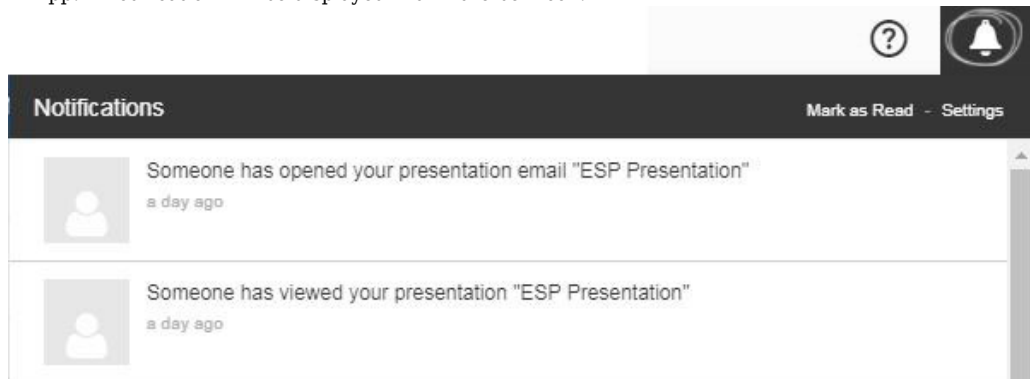 Notifications
Mark as Read - Settings
Someone has opened your presentation email "ESP Presentation"
a day ago
Someone has viewed your presentation "ESP Presentation"
a day ago